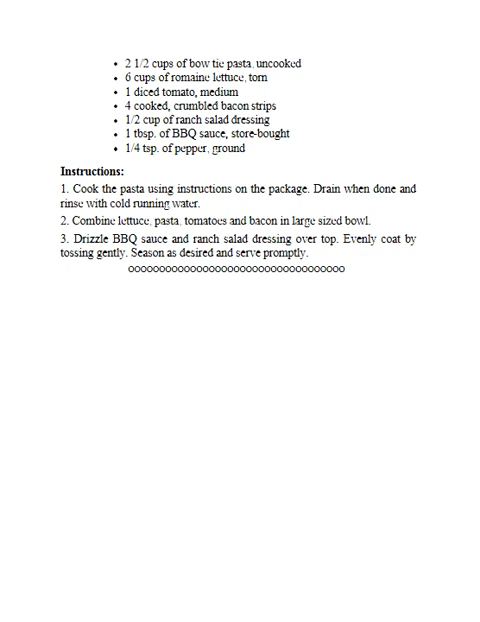 • 2 1/2 cups of bow tie pasta, uncooked
• 6 cups of romaine lettuce, torn
• 1 diced tomato, medium
• 4 cooked, crumbled bacon strips
• 1/2 cup of ranch salad dressing
• 1 tbsp. of BBQ sauce, store-bought
• 1/4 tsp. of pepper, ground
Instructions:
1. Cook the pasta using instructions on the package. Drain when done and
rinse with cold running water.
2. Combine lettuce, pasta, tomatoes and bacon in large sized bowl.
3. Drizzle BBQ sauce and ranch salad dressing over top. Evenly coat by
tossing gently. Season as desired and serve promptly.
ooooooooooooooooooooooooooooooooooo